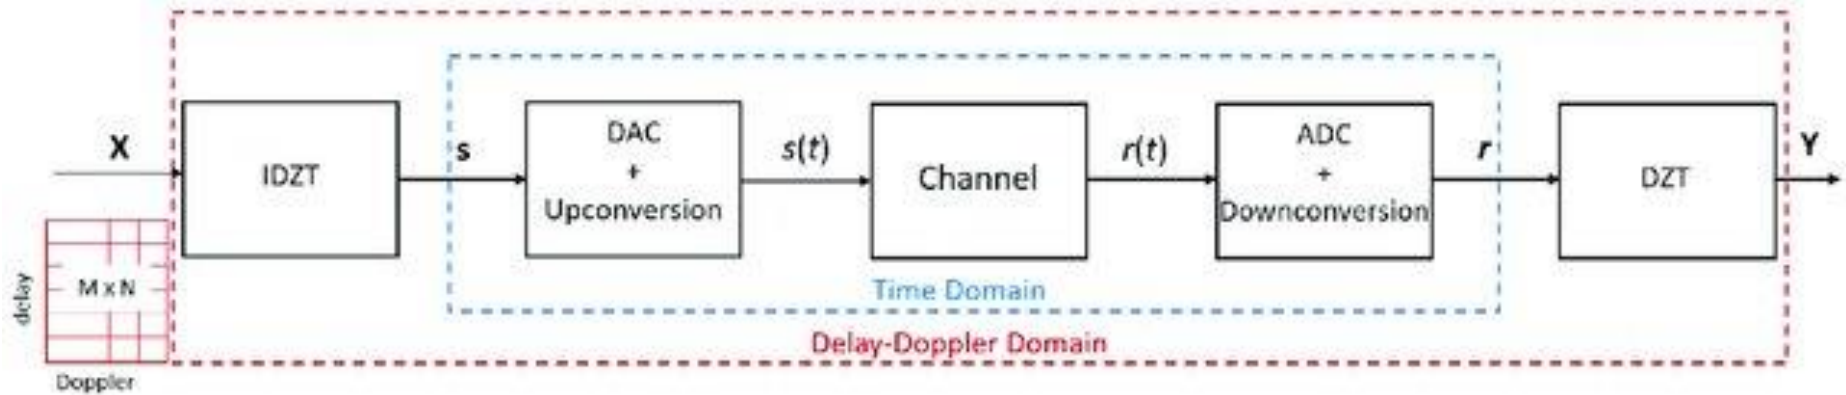 X
IDZT
s
DAC
+
Upconversion
s(t)
Channel
r(t)
ADC
+
Downconversion
r
DZT
Y
delay
M x N
Doppler
Time Domain
Delay-Doppler Domain